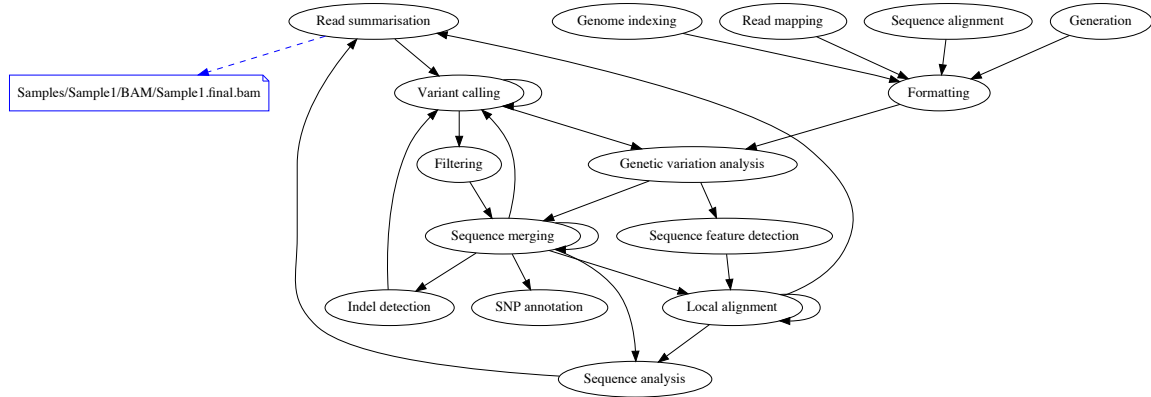 Read summarisation
Genome indexing
Read mapping
Sequence alignment
Generation
Samples/Sample1/BAM/Sample1.final.bam
Variant calling
Formatting
Filtering
Genetic variation analysis
Sequence merging
Sequence feature detection
Indel detection
SNP annotation
Local alignment
Sequence analysis